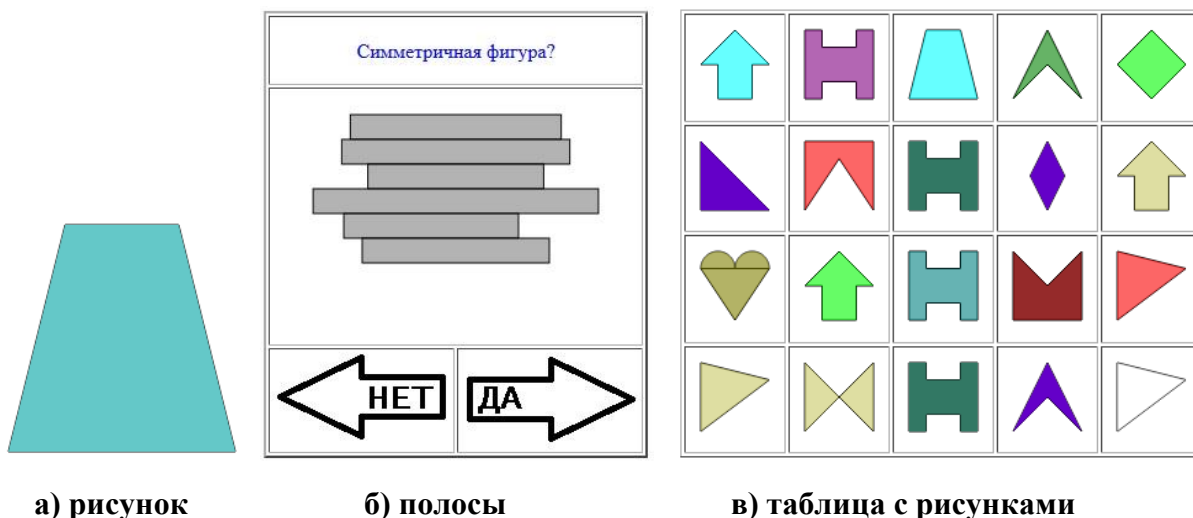 Симметричная фигура?
НЕТ
ДА
а) рисунок
б) полосы
в) таблица с рисунками